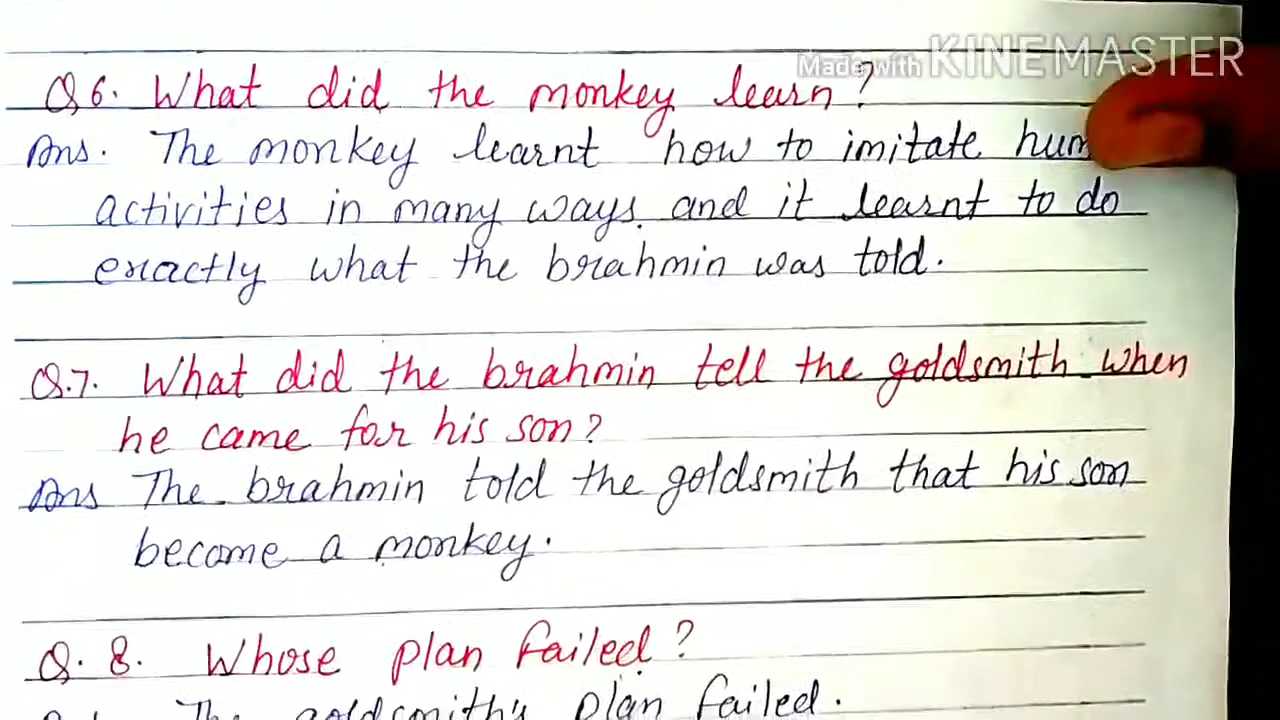 Made with KINEMASTER
Q6. What did the monkey learn?
Ans. The monkey learnt how to imitate hum
activities in many ways and it learnt to do
exactly what the brahmin was told.
Q.7. What did the brahmin tell the goldsmith when
he came for his son?
Ans The brahmin told the goldsmith that his son
become a monkey.
Q. 8. Whose plan failed?
The goldsmith's plan failed.